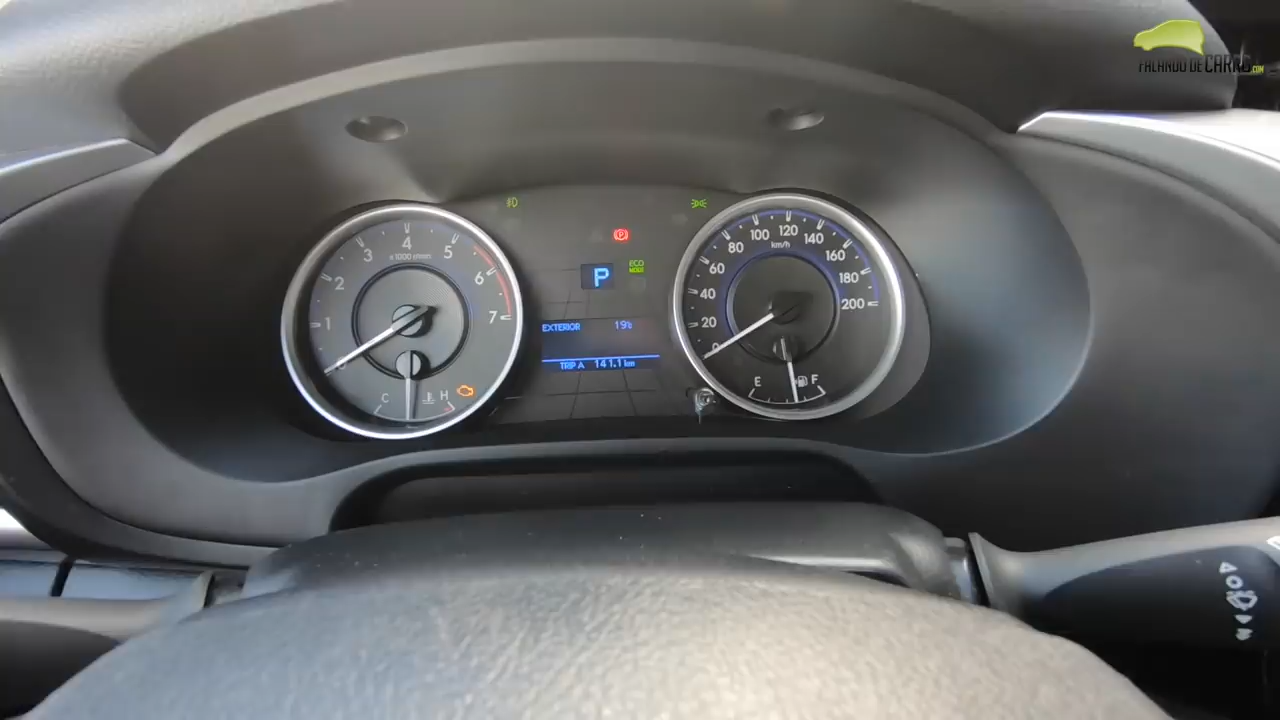 FALANDO DE CARRO.COM
0 1 2 3 4 5 6 7
x1000 r/min
C H
P
ECO
MODE
EXTERIOR 19°c
TRIP A 141.1 km
0 20 40 60 80 100 120 140 160 180 200
km/h
E F